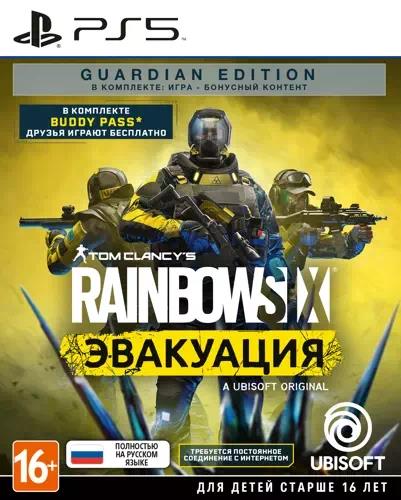 PS5
GUARDIAN EDITION
В КОМПЛЕКТЕ: ИГРА • БОНУСНЫЙ КОНТЕНТ
В КОМПЛЕКТЕ
BUDDY PASS*
ДРУЗЬЯ ИГРАЮТ БЕСПЛАТНО
TOM CLANCY'S
RAINBOW SIX
ЭВАКУАЦИЯ
A UBISOFT ORIGINAL
16+
ПОЛНОСТЬЮ
НА РУССКОМ
ЯЗЫКЕ
ТРЕБУЕТСЯ ПОСТОЯННОЕ
СОЕДИНЕНИЕ С ИНТЕРНЕТОМ
UBISOFT
ДЛЯ ДЕТЕЙ СТАРШЕ 16 ЛЕТ